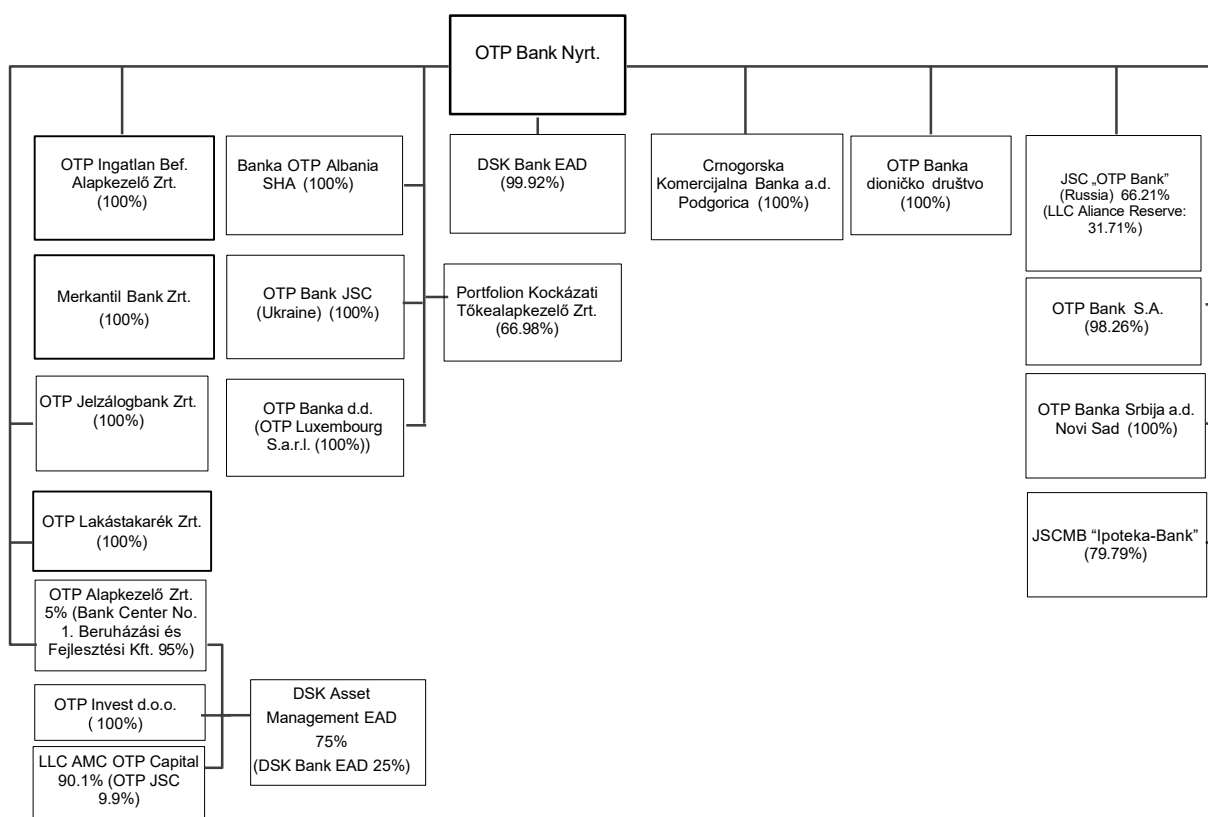 OTP Bank Nyrt.
OTP Ingatlan Bef.
Alapkezelő Zrt.
(100%)
Banka OTP Albania
SHA (100%)
DSK Bank EAD
(99.92%)
Crnogorska
Komercijalna Banka a.d.
Podgorica (100%)
OTP Banka
dioničko društvo
(100%)
JSC „OTP Bank”
(Russia) 66.21%
(LLC Aliance Reserve:
31.71%)
Merkantil Bank Zrt.
(100%)
OTP Bank JSC
(Ukraine) (100%)
Portfolion Kockázati
Tőkealapkezelő Zrt.
(66.98%)
OTP Bank S.A.
(98.26%)
OTP Jelzálogbank Zrt.
(100%)
OTP Banka d.d.
(OTP Luxembourg
S.a.r.l. (100%))
OTP Banka Srbija a.d.
Novi Sad (100%)
OTP Lakástakarék Zrt.
(100%)
JSCMB “Ipoteka-Bank”
(79.79%)
OTP Alapkezelő Zrt.
5% (Bank Center No.
1. Beruházási és
Fejlesztési Kft. 95%)
OTP Invest d.o.o.
( 100%)
DSK Asset
Management EAD
75%
(DSK Bank EAD 25%)
LLC AMC OTP Capital
90.1% (OTP JSC
9.9%)